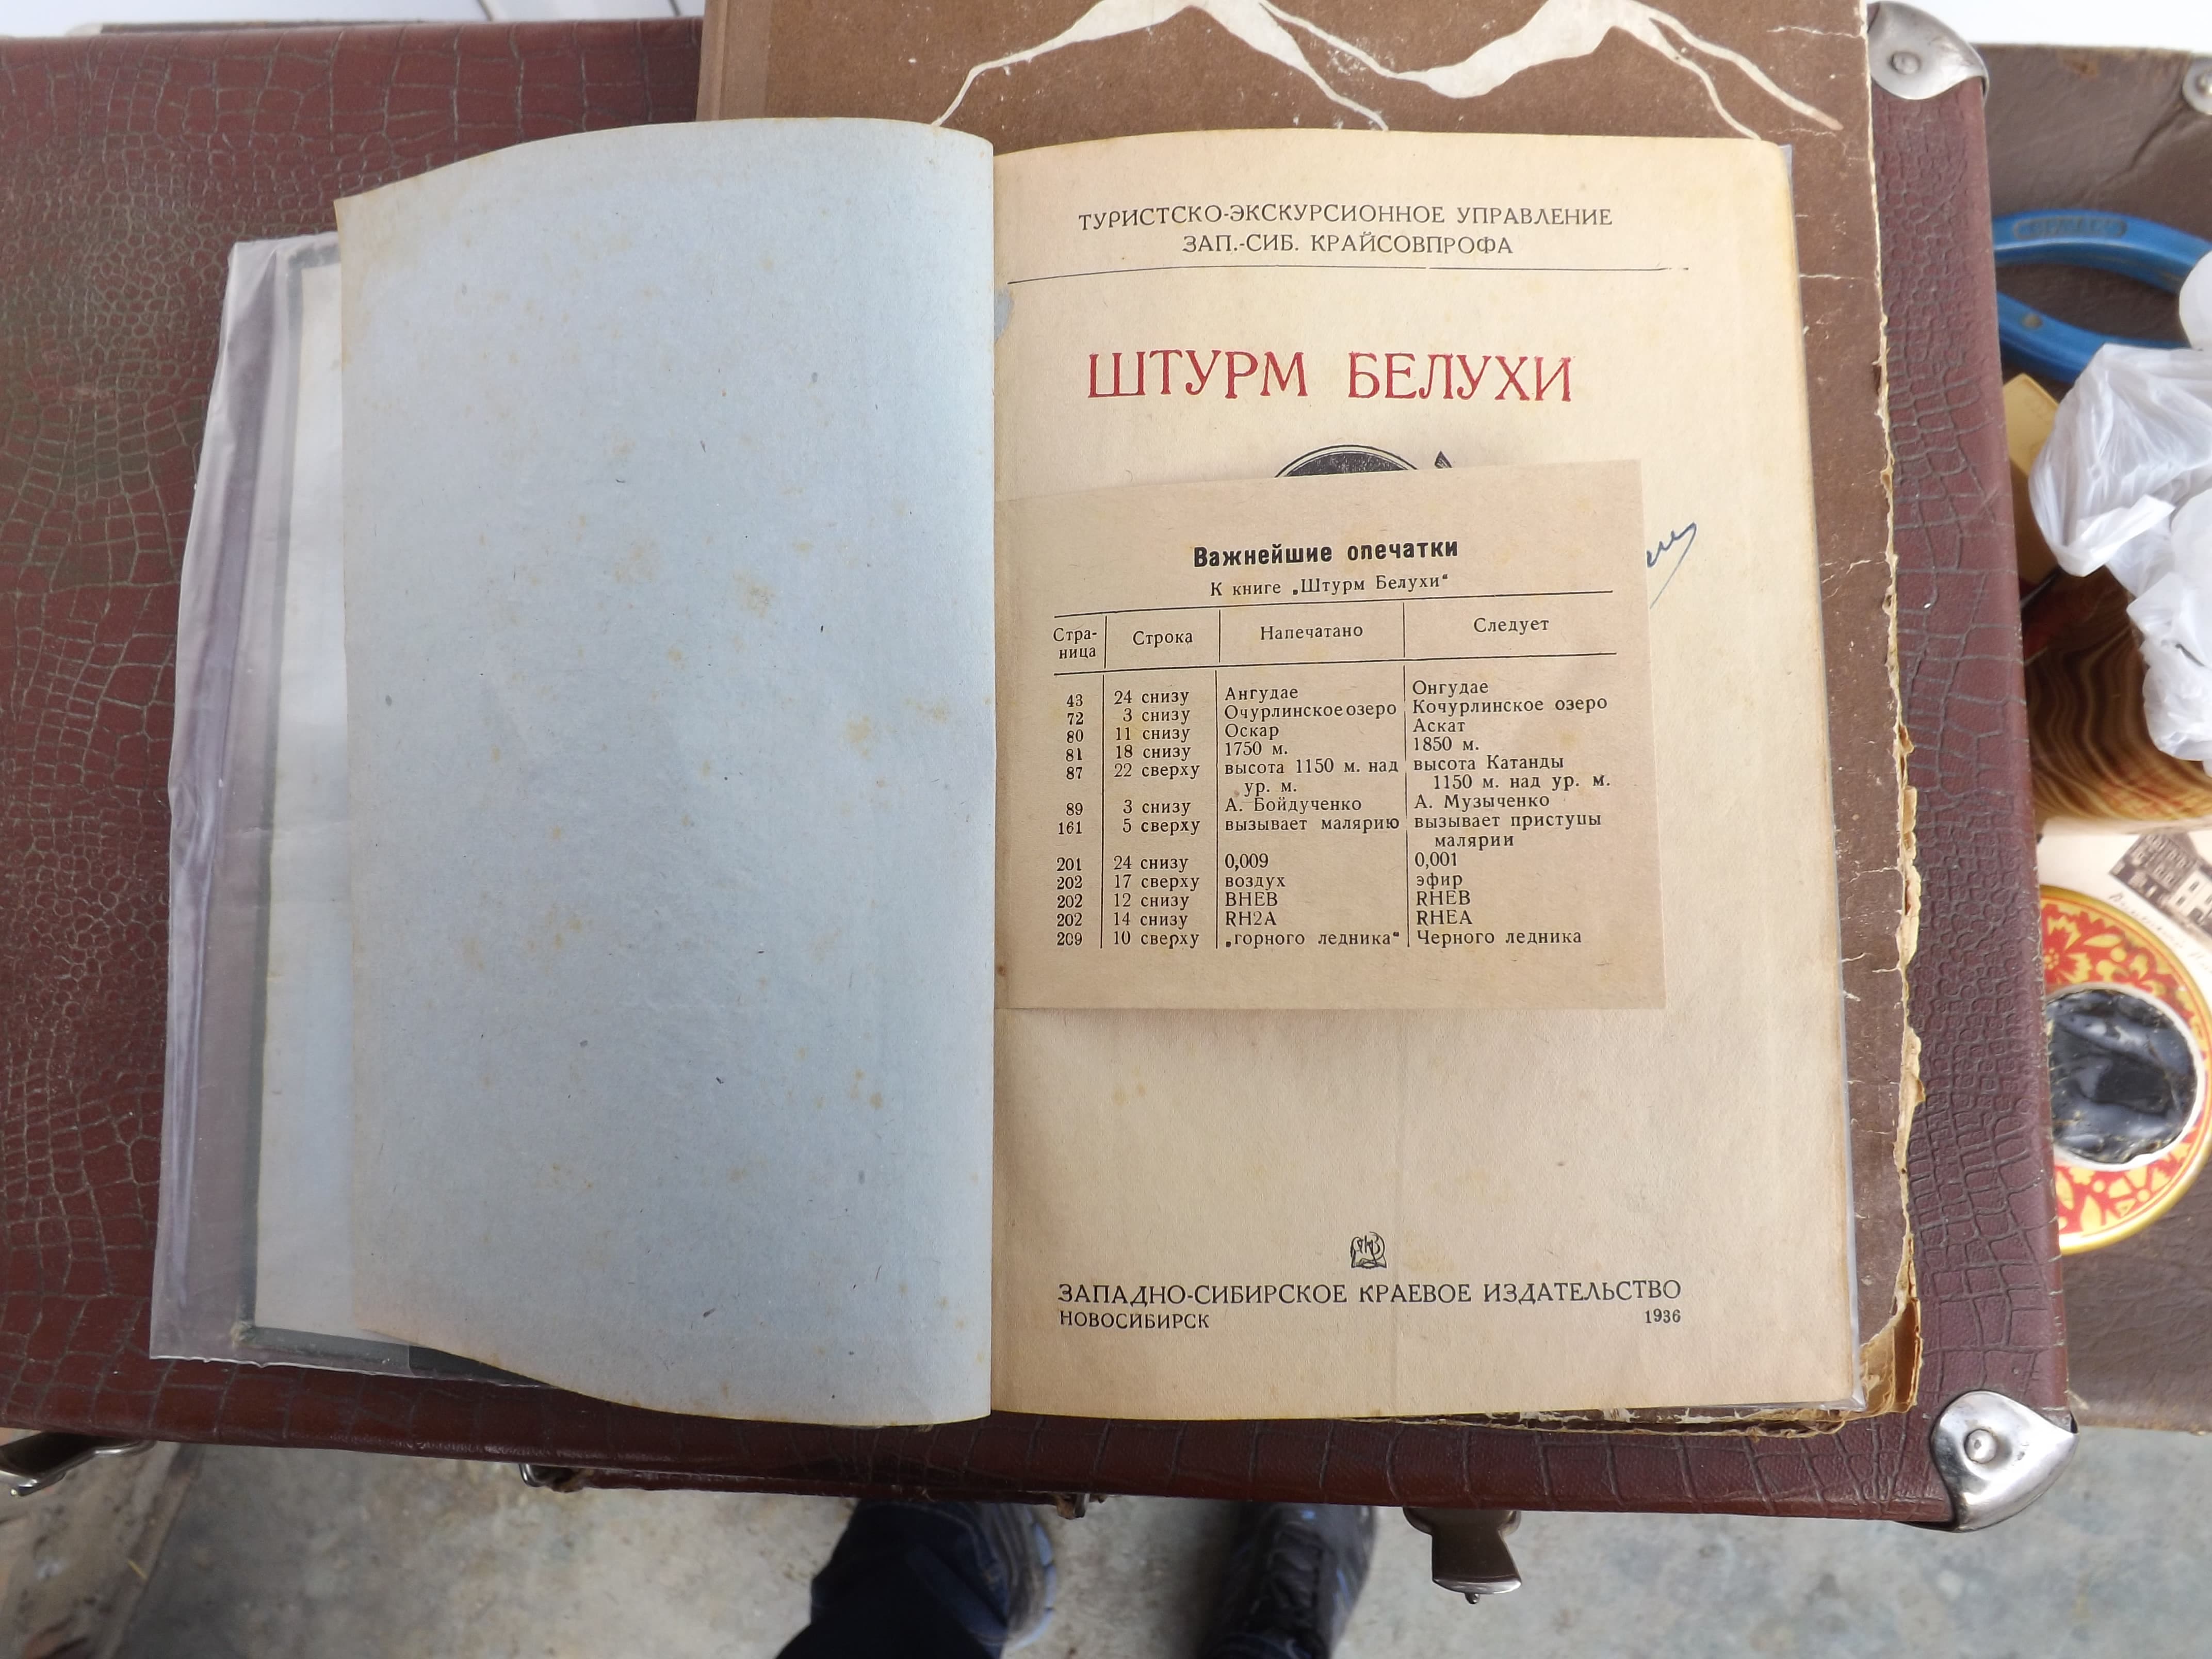 ТУРИСТСКО-ЭКСКУРСИОННОЕ УПРАВЛЕНИЕ
ЗАП.-СИБ. КРАЙСОВПРОФА
ШТУРМ БЕЛУХИ
Важнейшие опечатки
К книге „Штурм Белухи“
Стра-
ница Строка Напечатано Следует
43 24 снизу Ангудае Онгудае
72 3 снизу Очурлинское озеро Кочурлинское озеро
80 11 снизу Оскар Аскат
81 18 снизу 1750 м. 1850 м.
87 22 сверху высота 1150 м. над высота Катанды
ур. м. 1150 м. над ур. м.
89 3 снизу А. Бойдученко А. Музыченко
161 5 сверху вызывает малярию вызывает приступы
малярии
201 24 снизу 0,009 0,001
202 17 сверху воздух эфир
202 12 снизу BHEB RHEB
202 14 снизу RH2A RHEA
209 10 сверху „горного ледника“ Черного ледника
ЗАПАДНО-СИБИРСКОЕ КРАЕВОЕ ИЗДАТЕЛЬСТВО
НОВОСИБИРСК 1936